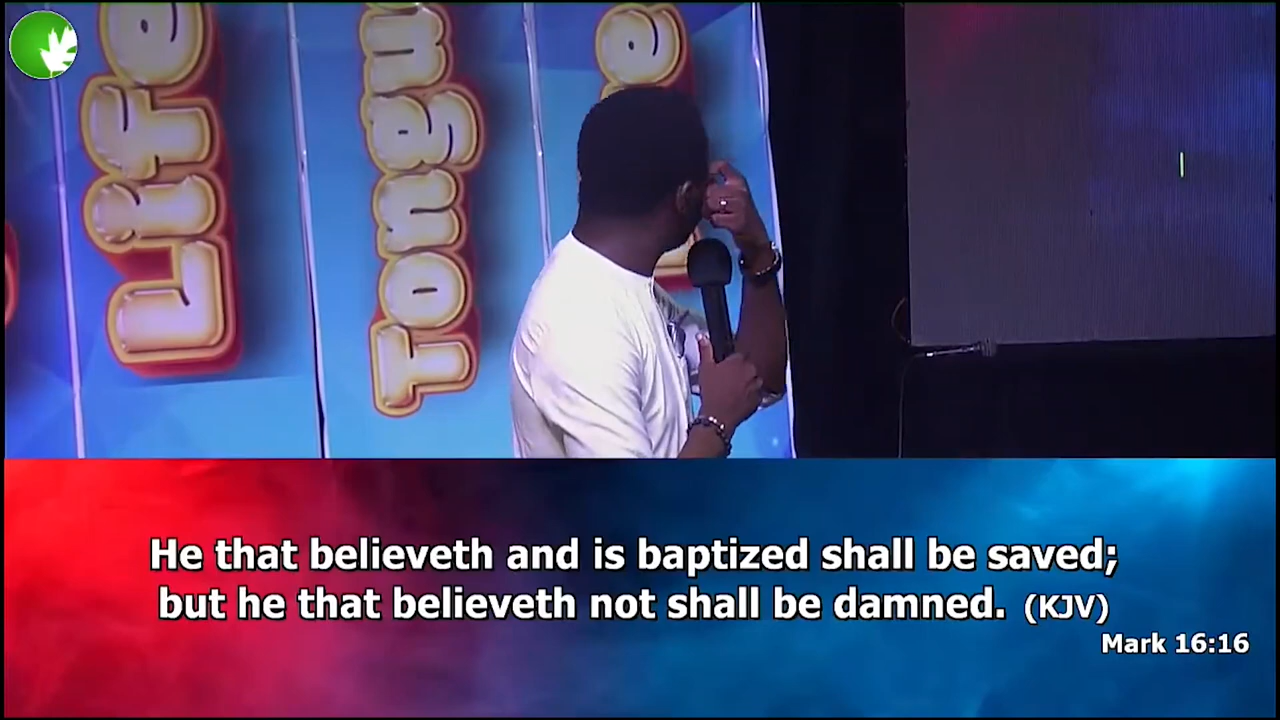 Life
Tongu
He that believeth and is baptized shall be saved;
but he that believeth not shall be damned. (KJV)
Mark 16:16